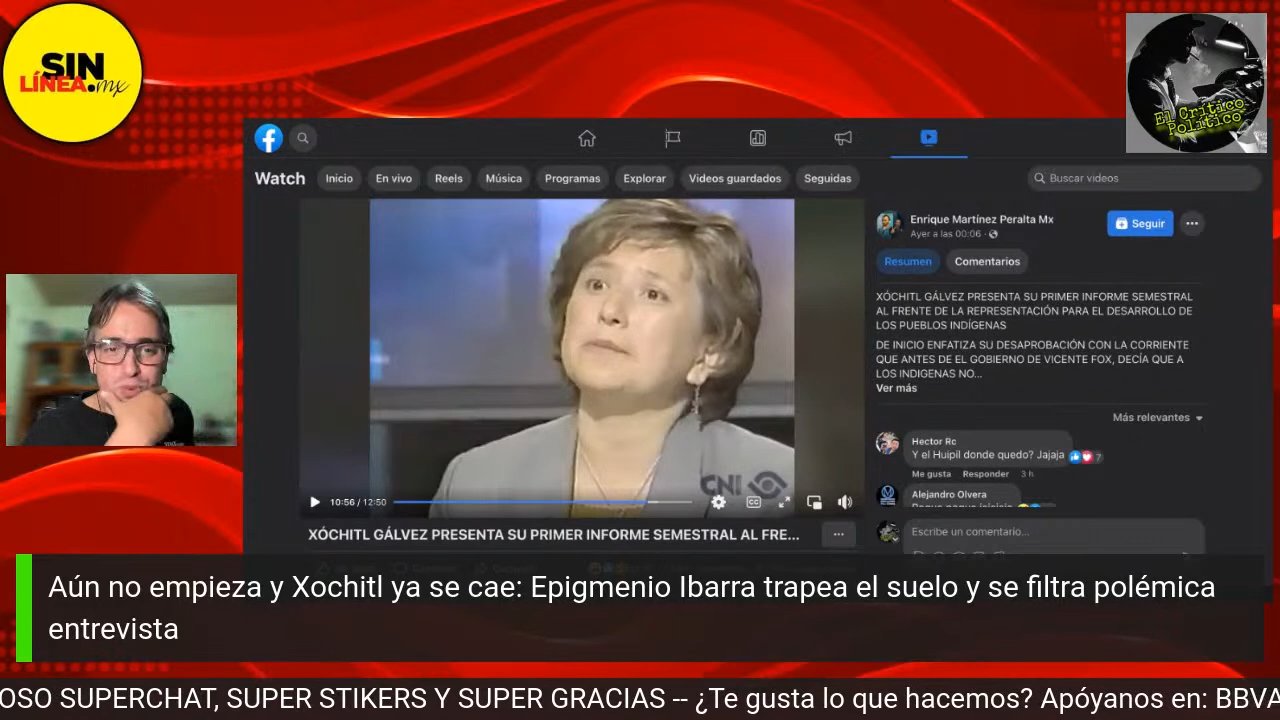 SIN
LÍNEA.mx
El Crítico
Político
Watch
Inicio
En vivo
Reels
Música
Programas
Explorar
Videos guardados
Seguidas
Buscar videos
Enrique Martínez Peralta Mx
Ayer a las 00:06
Seguir
Resumen
Comentarios
XÓCHITL GÁLVEZ PRESENTA SU PRIMER INFORME SEMESTRAL
AL FRENTE DE LA REPRESENTACIÓN PARA EL DESARROLLO DE
LOS PUEBLOS INDÍGENAS
DE INICIO ENFATIZA SU DESAPROBACIÓN CON LA CORRIENTE
QUE ANTES DE EL GOBIERNO DE VICENTE FOX, DECÍA QUE A
LOS INDIGENAS NO...
Ver más
Más relevantes
Hector Rc
Y el Huipil donde quedo? Jajaja
7
Me gusta Responder 3 h
Alejandro Olvera
Escribe un comentario...
CNI
10:56 / 12:50
CC
XÓCHITL GÁLVEZ PRESENTA SU PRIMER INFORME SEMESTRAL AL FRE...
Aún no empieza y Xochitl ya se cae: Epigmenio Ibarra trapea el suelo y se filtra polémica
entrevista
OSO SUPERCHAT, SUPER STIKERS Y SUPER GRACIAS -- ¿Te gusta lo que hacemos? Apóyanos en: BBVA